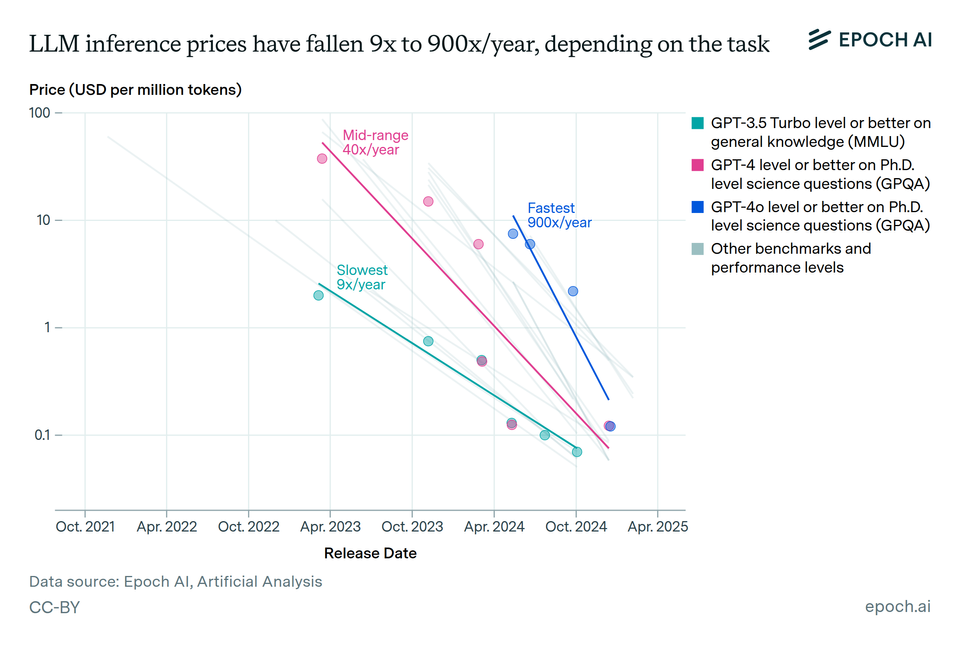 LLM inference prices have fallen 9x to 900x/year, depending on the task
EPOCH AI
Price (USD per million tokens)
100
10
1
0.1
Mid-range
40x/year
Fastest
900x/year
Slowest
9x/year
GPT-3.5 Turbo level or better on
general knowledge (MMLU)
GPT-4 level or better on Ph.D.
level science questions (GPQA)
GPT-4o level or better on Ph.D.
level science questions (GPQA)
Other benchmarks and
performance levels
Oct. 2021
Apr. 2022
Oct. 2022
Apr. 2023
Oct. 2023
Apr. 2024
Oct. 2024
Apr. 2025
Release Date
Data source: Epoch AI, Artificial Analysis
CC-BY
epoch.ai